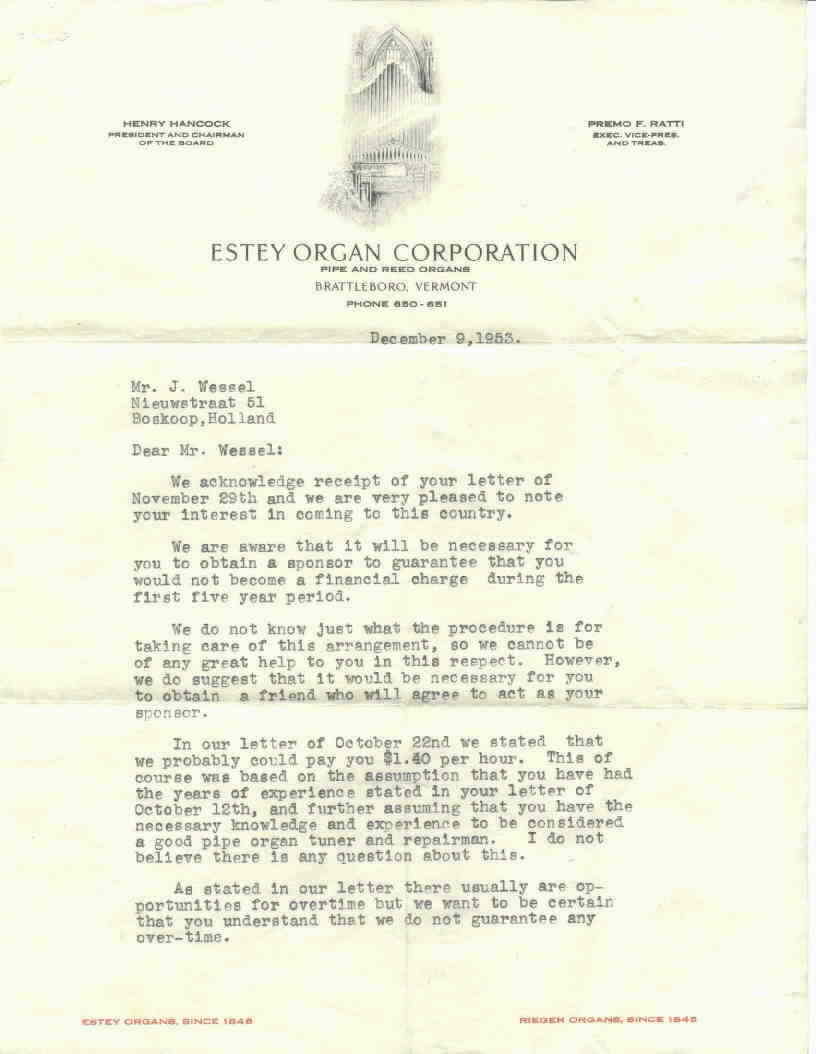 HENRY HANCOCK
PRESIDENT AND CHAIRMAN
OF THE BOARD
PREMO F. RATTI
EXEC. VICE-PRES.
AND TREAS.
ESTEY ORGAN CORPORATION
PIPE AND REED ORGANS
BRATTLEBORO, VERMONT
PHONE 650 - 651
December 9,1953.
Mr. J. Wessel
Nieuwstraat 51
Boskoop,Holland
Dear Mr. Wessel:
We acknowledge receipt of your letter of
November 29th and we are very pleased to note
your interest in coming to this country.
We are aware that it will be necessary for
you to obtain a sponsor to guarantee that you
would not become a financial charge during the
first five year period.
We do not know just what the procedure is for
taking care of this arrangement, so we cannot be
of any great help to you in this respect. However,
we do suggest that it would be necessary for you
to obtain a friend who will agree to act as your
sponsor.
In our letter of October 22nd we stated that
we probably could pay you $1.40 per hour. This of
course was based on the assumption that you have had
the years of experience stated in your letter of
October 12th, and further assuming that you have the
necessary knowledge and experience to be considered
a good pipe organ tuner and repairman. I do not
believe there is any question about this.
As stated in our letter there usually are op-
portunities for overtime but we want to be certain
that you understand that we do not guarantee any
over-time.
ESTEY ORGANS, SINCE 1846
RIEGER ORGANS, SINCE 1845